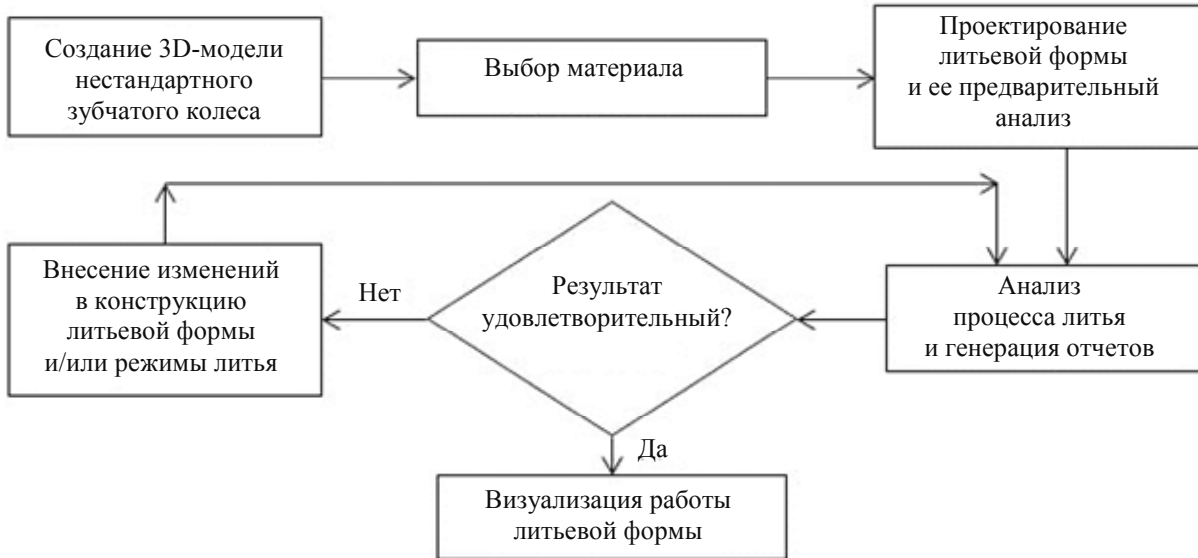 Создание 3D-модели
нестандартного
зубчатого колеса
Выбор материала
Проектирование
литьевой формы
и ее предварительный
анализ
Анализ
процесса литья
и генерация отчетов
Результат
удовлетворительный?
Нет
Внесение изменений
в конструкцию
литьевой формы
и/или режимы литья
Да
Визуализация работы
литьевой формы